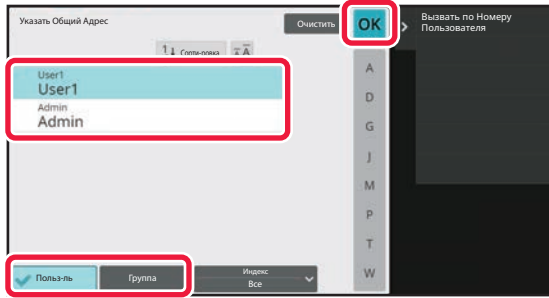 Указать Общий Адрес
Очистить
OK
Вызвать по Номеру
Пользователя
1 Сорти-ровка
A A
User1
User1
Admin
Admin
A
D
G
J
M
P
T
W
Польз-ль
Группа
Индекс
Все